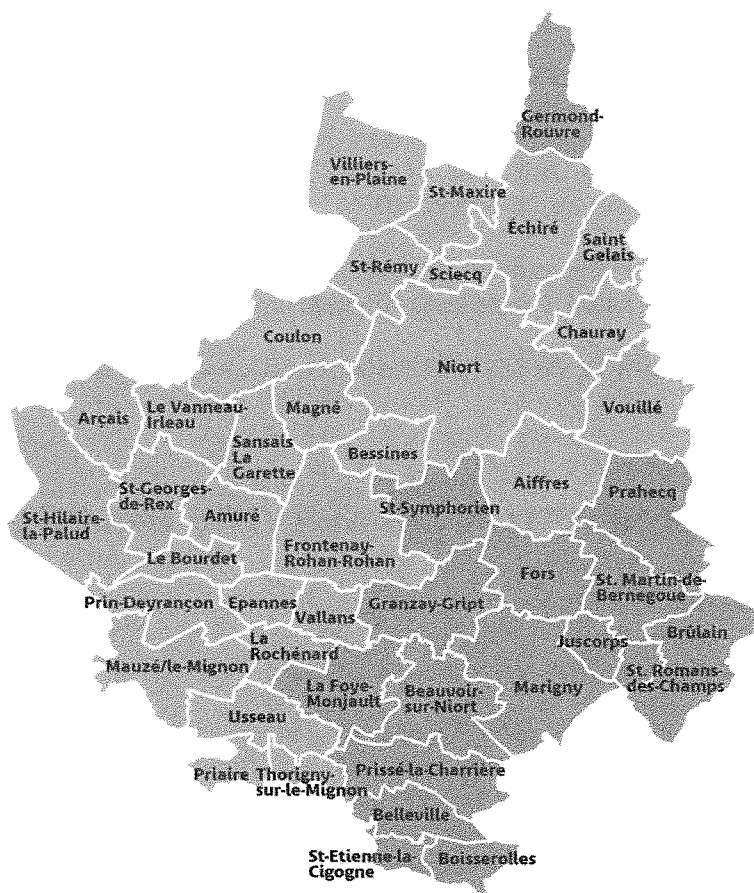 Germond-
Rouvre
Villiers-
en-Plaine
St-Maxire
Échiré
Saint
Gelais
St-Rémy
Sciecq
Chauray
Coulon
Niort
Arçais
Le Vanneau-
Irleau
Magné
Vouillé
Sansais
La
Garette
Bessines
St-Georges-
de-Rex
Amuré
St-Symphorien
Aiffres
Prahecq
St-Hilaire-
la-Palud
Le Bourdet
Frontenay-
Rohan-Rohan
Fors
St. Martin-de-
Bernegoue
Prin-Deyrançon
Epannes
Vallans
Granzay-Gript
Juscorps
Brûlain
La
Rochénard
Mauzé/le-Mignon
La Foye-
Monjault
Beauvoir-
sur-Niort
Marigny
St. Romans-
des-Champs
Usseau
Priaire
Thorigny-
sur-le-Mignon
Prissé-la-Charrière
Belleville
St-Etienne-la-
Cigogne
Boisserolles